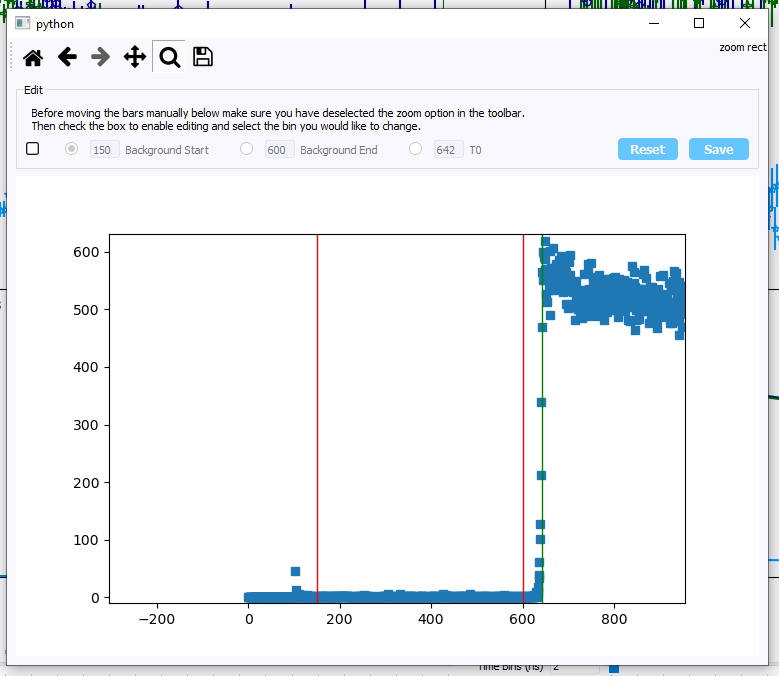 python
zoom rect
Edit
Before moving the bars manually below make sure you have deselected the zoom option in the toolbar.
Then check the box to enable editing and select the bin you would like to change.
150 Background Start 600 Background End 642 T0 Reset Save
600
500
400
300
200
100
0
−200 0 200 400 600 800
Time Bins (ns) 2